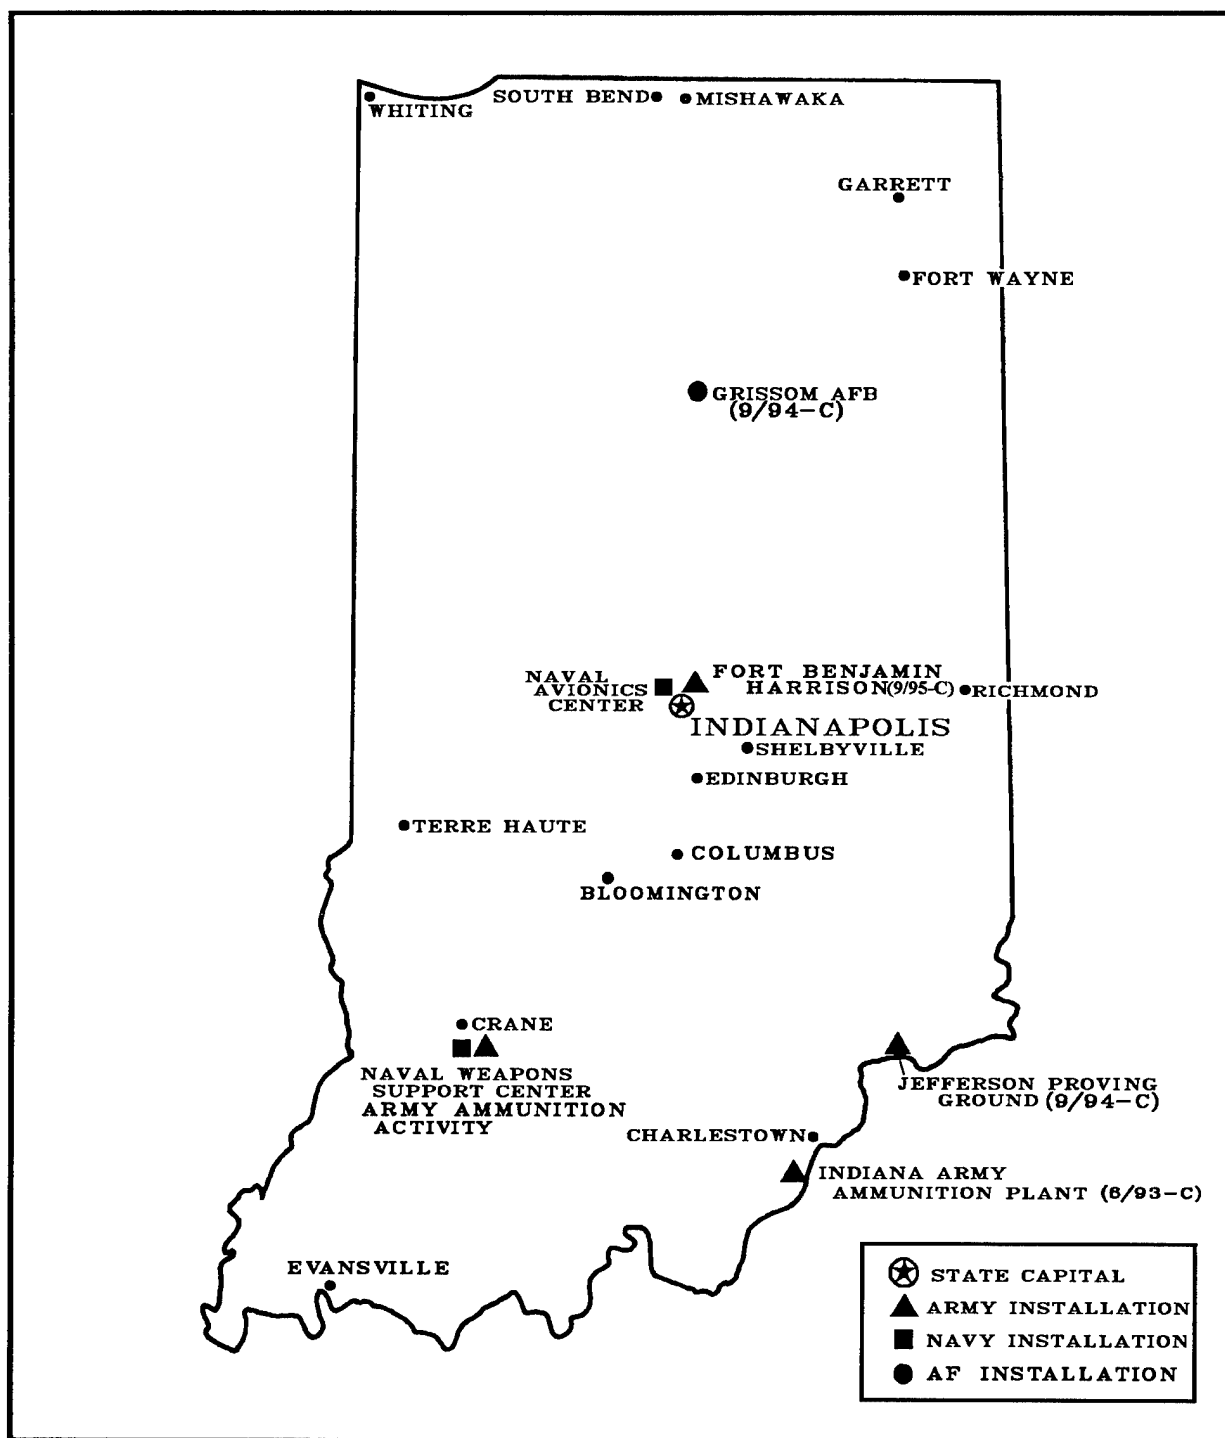 WHITING
SOUTH BEND
MISHAWAKA
GARRETT
FORT WAYNE
GRISSOM AFB
(9/94-C)
NAVAL
AVIONICS
CENTER
FORT BENJAMIN
HARRISON(9/95-C)
RICHMOND
INDIANAPOLIS
SHELBYVILLE
EDINBURGH
TERRE HAUTE
COLUMBUS
BLOOMINGTON
CRANE
NAVAL WEAPONS
SUPPORT CENTER
ARMY AMMUNITION
ACTIVITY
JEFFERSON PROVING
GROUND (9/94-C)
CHARLESTOWN
INDIANA ARMY
AMMUNITION PLANT (6/93-C)
EVANSVILLE
STATE CAPITAL
ARMY INSTALLATION
NAVY INSTALLATION
AF INSTALLATION